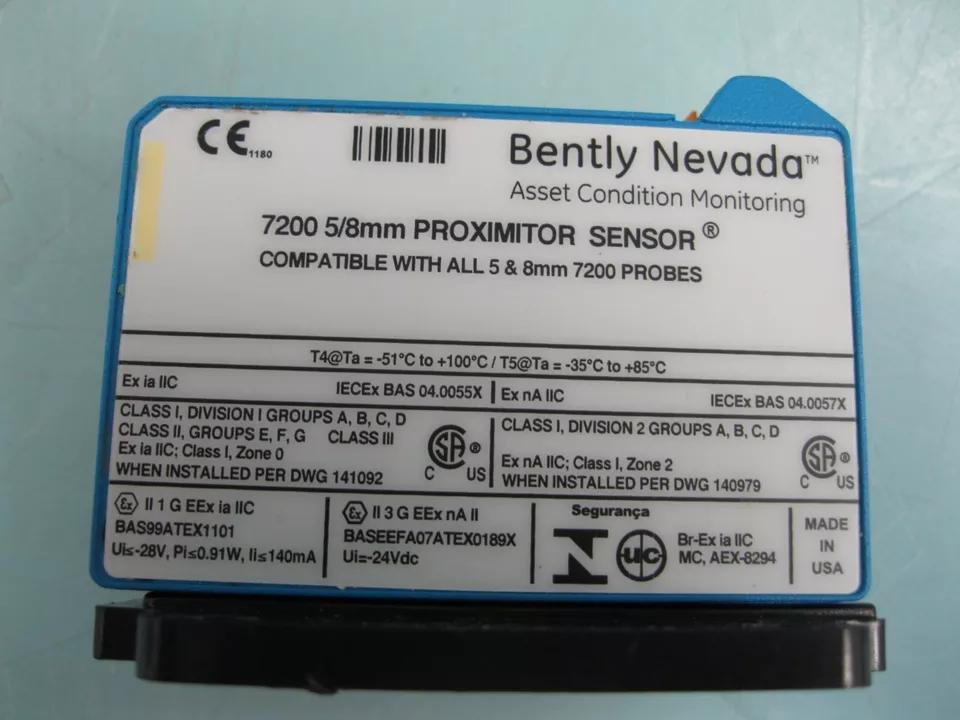 CE 1180
Bently Nevada™
Asset Condition Monitoring
7200 5/8mm PROXIMITOR SENSOR ®
COMPATIBLE WITH ALL 5 & 8mm 7200 PROBES
T4@Ta = -51°C to +100°C / T5@Ta = -35°C to +85°C
Ex ia IIC IECEx BAS 04.0055X
Ex nA IIC IECEx BAS 04.0057X
CLASS I, DIVISION I GROUPS A, B, C, D
CLASS II, GROUPS E, F, G CLASS III
Ex ia IIC; Class I, Zone 0
WHEN INSTALLED PER DWG 141092
SA ®
C US
CLASS I, DIVISION 2 GROUPS A, B, C, D
Ex nA IIC; Class I, Zone 2
WHEN INSTALLED PER DWG 140979
SA ®
C US
Ex II 1 G EEx ia IIC
BAS99ATEX1101
Ui≤-28V, Pi≤0.91W, Ii≤140mA
Ex II 3 G EEx nA II
BASEEFA07ATEX0189X
Ui=-24Vdc
Segurança
UC
Br-Ex ia IIC
MC, AEX-8294
MADE
IN
USA